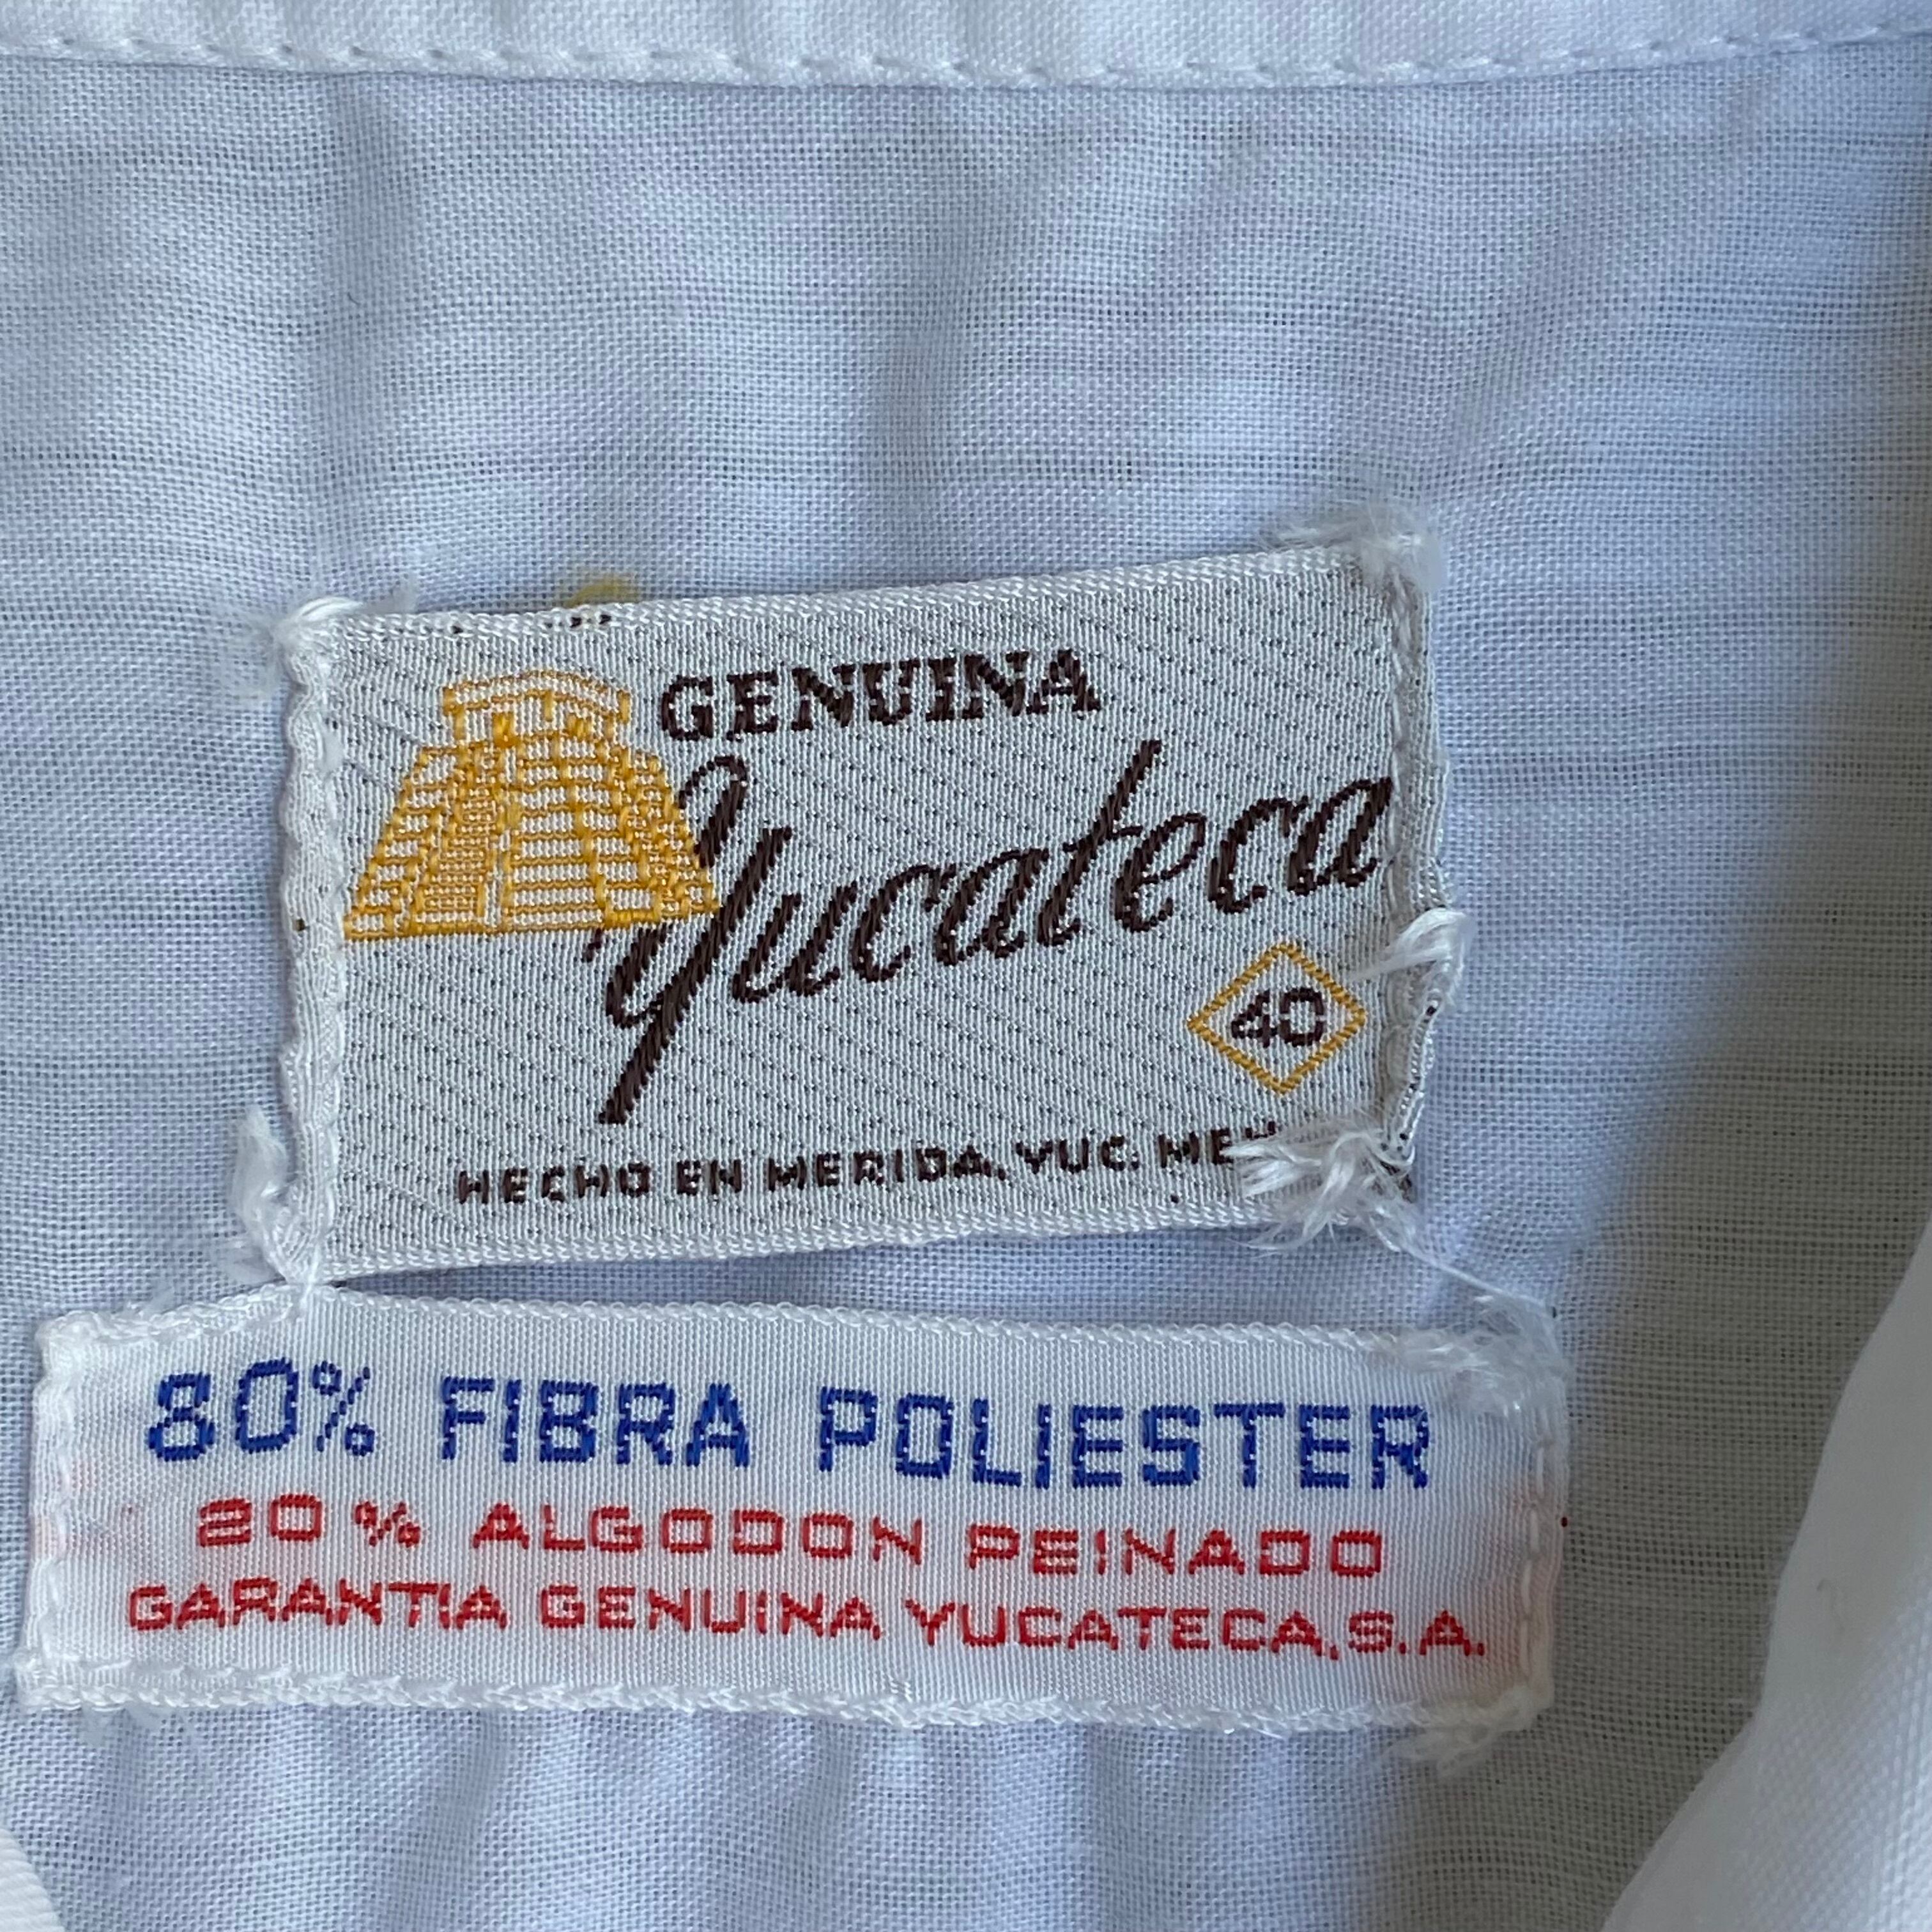 GENUINA
Yucateca
40
HECHO EN MERIDA, YUC.
80% FIBRA POLIESTER
20% ALGODON PEINADO
GARANTIA GENUINA YUCATECA, S.A.